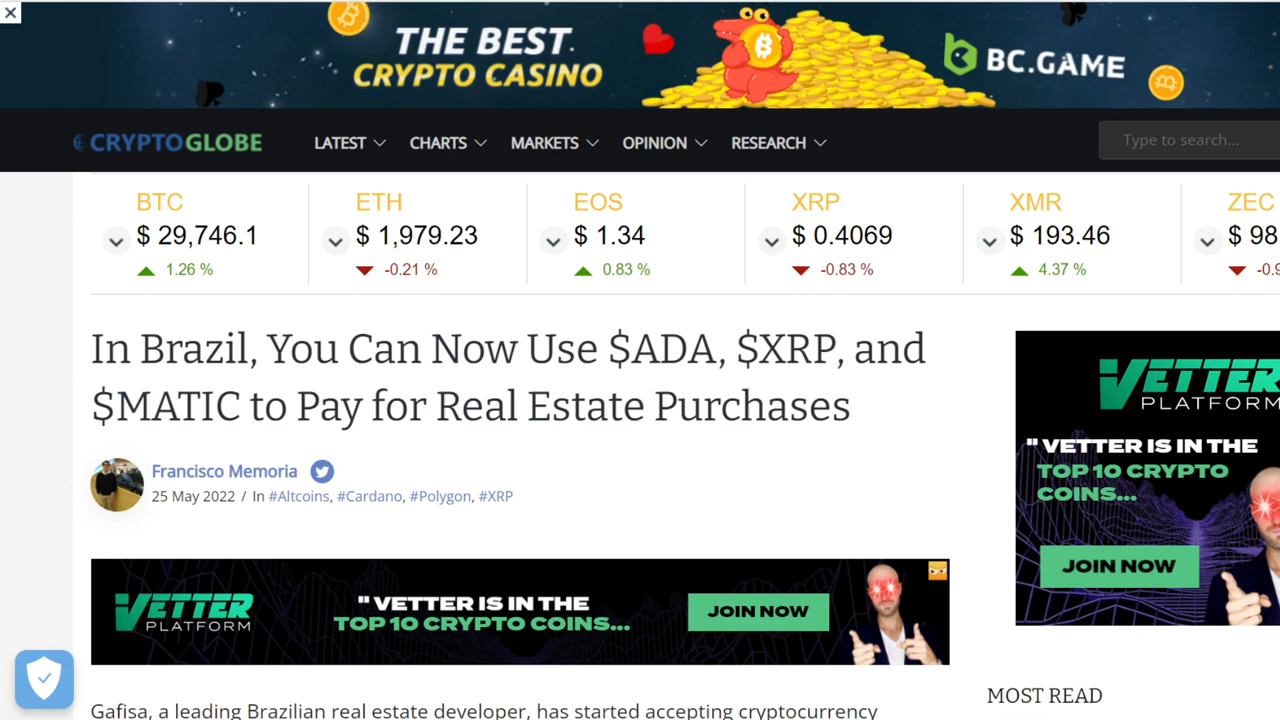 THE BEST
CRYPTO CASINO
BC.GAME
CRYPTOGLOBE
LATEST CHARTS MARKETS OPINION RESEARCH
Type to search...
BTC ETH EOS XRP XMR ZEC
$ 29,746.1 $ 1,979.23 $ 1.34 $ 0.4069 $ 193.46 $ 98
1.26 % -0.21 % 0.83 % -0.83 % 4.37 % -0.9
In Brazil, You Can Now Use $ADA, $XRP, and
$MATIC to Pay for Real Estate Purchases
Francisco Memoria
25 May 2022 / In #Altcoins, #Cardano, #Polygon, #XRP
VETTER
PLATFORM
" VETTER IS IN THE
TOP 10 CRYPTO COINS...
JOIN NOW
Gafisa, a leading Brazilian real estate developer, has started accepting cryptocurrency
VETTER
PLATFORM
" VETTER IS IN THE
TOP 10 CRYPTO
COINS...
JOIN NOW
MOST READ